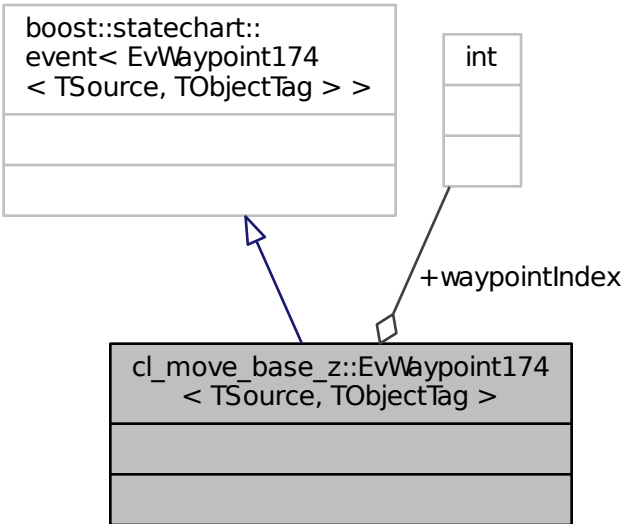 boost::statechart::
event< EvWaypoint174
< TSource, TObjectTag > >
int
+waypointIndex
cl_move_base_z::EvWaypoint174
< TSource, TObjectTag >